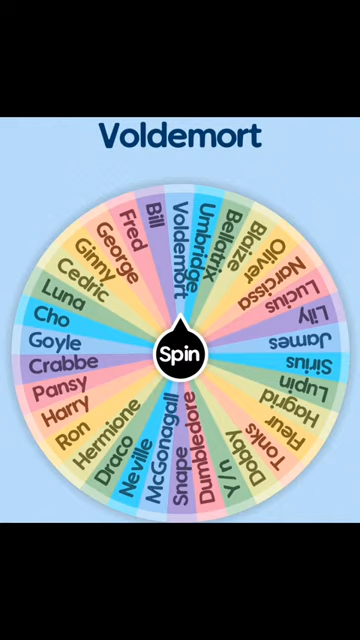 Voldemort
Voldemort
Umbridge
Bellatrix
Blaize
Oliver
Narcissa
Lucius
Lily
James
Sirius
Lupin
Hagrid
Fleur
Tonks
Dobby
Y/n
Dumbledore
Snape
McGonagall
Neville
Draco
Hermione
Ron
Harry
Pansy
Crabbe
Goyle
Cho
Luna
Cedric
Ginny
George
Fred
Bill
Spin